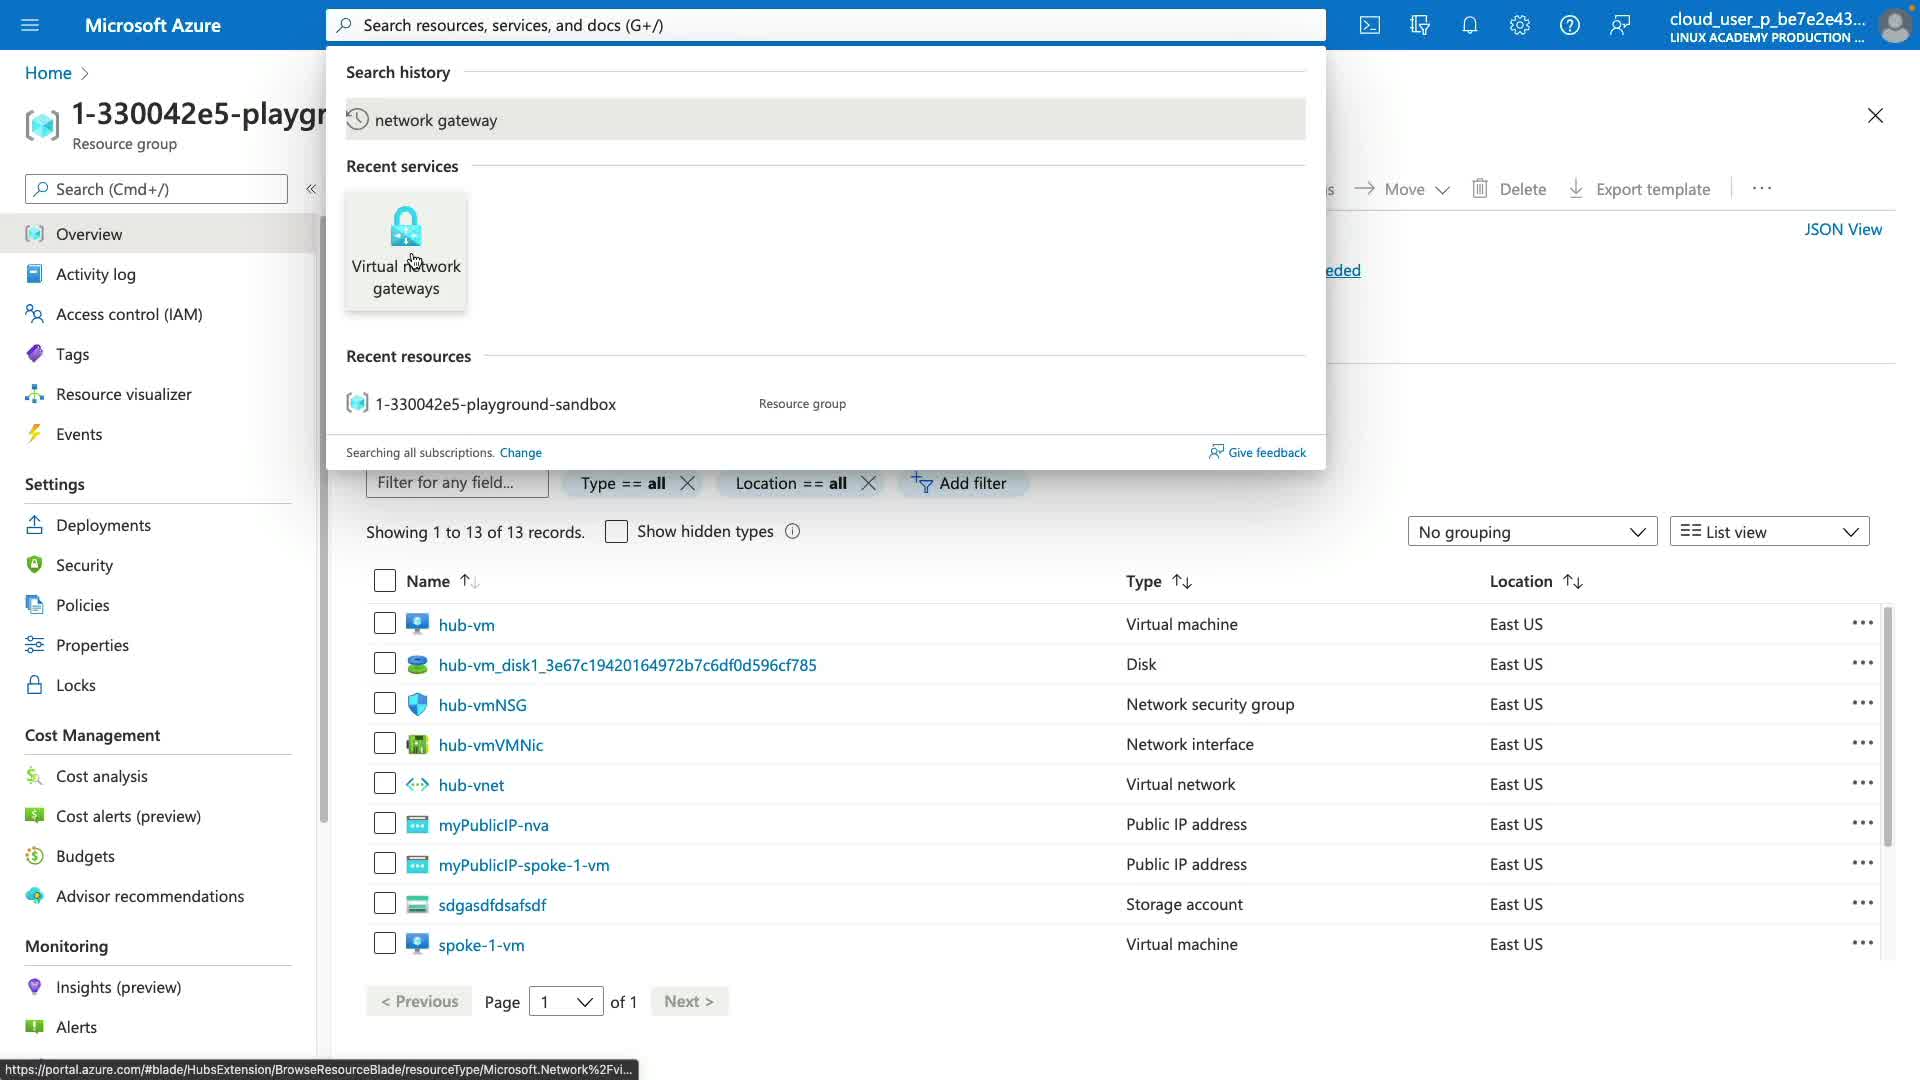 Microsoft Azure
Search resources, services, and docs (G+/)
cloud_user_p_be7e2e43...
LINUX ACADEMY PRODUCTION ...
Home
1-330042e5-playgr
Resource group
Search (Cmd+/)
«
Overview
Activity log
Access control (IAM)
Tags
Resource visualizer
Events
Settings
Deployments
Security
Policies
Properties
Locks
Cost Management
Cost analysis
Cost alerts (preview)
Budgets
Advisor recommendations
Monitoring
Insights (preview)
Alerts
Search history
network gateway
Recent services
Virtual network
gateways
Recent resources
1-330042e5-playground-sandbox Resource group
Searching all subscriptions. Change Give feedback
Move Delete Export template ...
JSON View
eded
Filter for any field... Type == all Location == all Add filter
Showing 1 to 13 of 13 records. Show hidden types No grouping List view
Name Type Location
hub-vm Virtual machine East US
hub-vm_disk1_3e67c19420164972b7c6df0d596cf785 Disk East US
hub-vmNSG Network security group East US
hub-vmVMNic Network interface East US
hub-vnet Virtual network East US
myPublicIP-nva Public IP address East US
myPublicIP-spoke-1-vm Public IP address East US
sdgasdfdsafsdf Storage account East US
spoke-1-vm Virtual machine East US
< Previous Page 1 of 1 Next >
https://portal.azure.com/#blade/HubsExtension/BrowseResourceBlade/resourceType/Microsoft.Network%2Fvi...